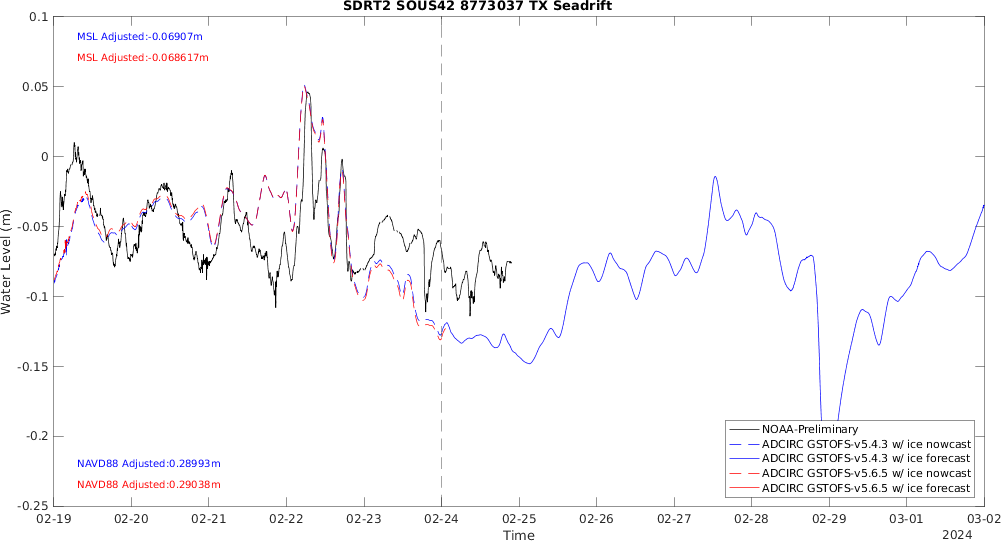 SDRT2 SOUS42 8773037 TX Seadrift
0.1
MSL Adjusted:-0.06907m
MSL Adjusted:-0.068617m
0.05
0
-0.05
Water Level (m)
-0.1
-0.15
-0.2
-0.25
NOAA-Preliminary
ADCIRC GSTOFS-v5.4.3 w/ ice nowcast
ADCIRC GSTOFS-v5.4.3 w/ ice forecast
ADCIRC GSTOFS-v5.6.5 w/ ice nowcast
ADCIRC GSTOFS-v5.6.5 w/ ice forecast
NAVD88 Adjusted:0.28993m
NAVD88 Adjusted:0.29038m
02-19 02-20 02-21 02-22 02-23 02-24 02-25 02-26 02-27 02-28 02-29 03-01 03-02
Time
2024